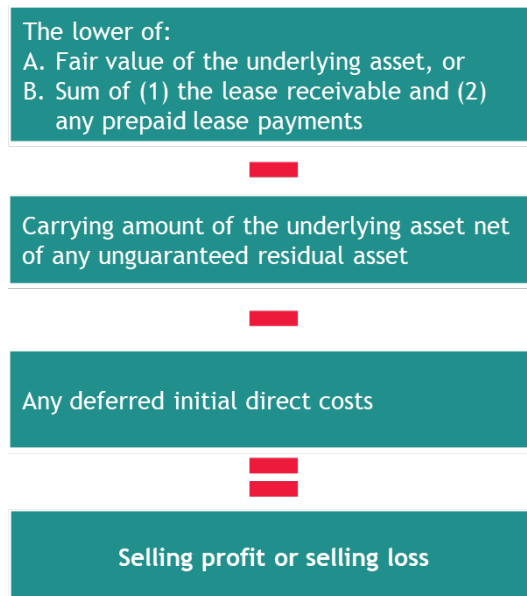 The lower of:
A. Fair value of the underlying asset, or
B. Sum of (1) the lease receivable and (2)
any prepaid lease payments
Carrying amount of the underlying asset net
of any unguaranteed residual asset
Any deferred initial direct costs
Selling profit or selling loss